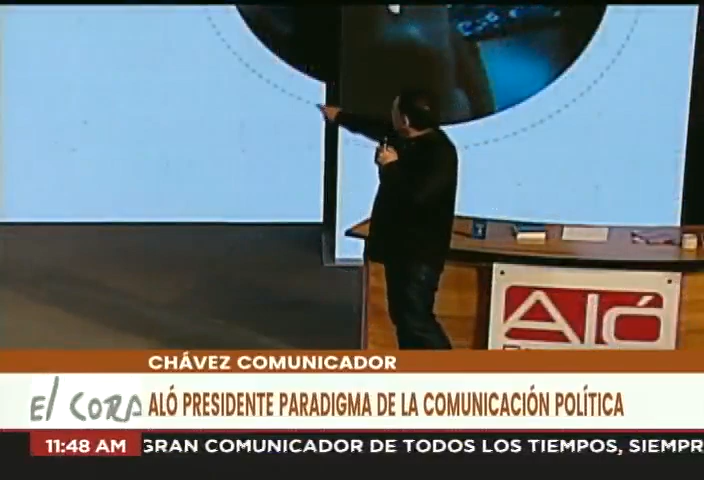 Aló
CHÁVEZ COMUNICADOR
El CORA
ALÓ PRESIDENTE PARADIGMA DE LA COMUNICACIÓN POLÍTICA
11:48 AM
GRAN COMUNICADOR DE TODOS LOS TIEMPOS, SIEMPR